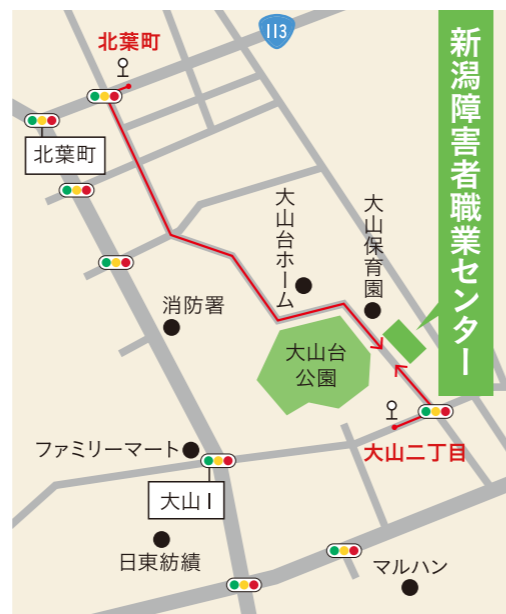 北葉町
113
新潟障害者職業センター
北葉町
大山台ホーム
大山保育園
消防署
大山台
公園
ファミリーマート
大山二丁目
大山1
日東紡績
マルハン